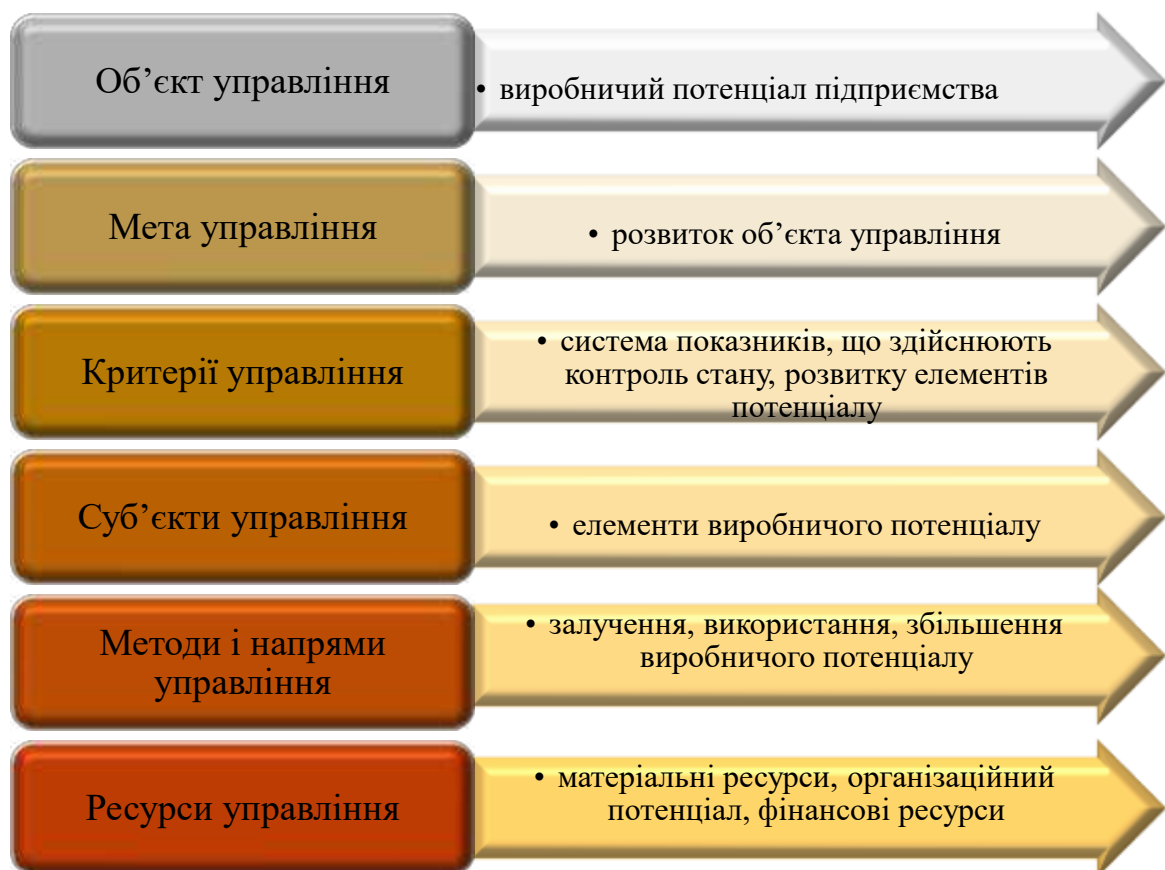 Об’єкт управління
• виробничий потенціал підприємства
Мета управління
• розвиток об’єкта управління
Критерії управління
• система показників, що здійснюють
контроль стану, розвитку елементів
потенціалу
Суб’єкти управління
• елементи виробничого потенціалу
Методи і напрями
управління
• залучення, використання, збільшення
виробничого потенціалу
Ресурси управління
• матеріальні ресурси, організаційний
потенціал, фінансові ресурси